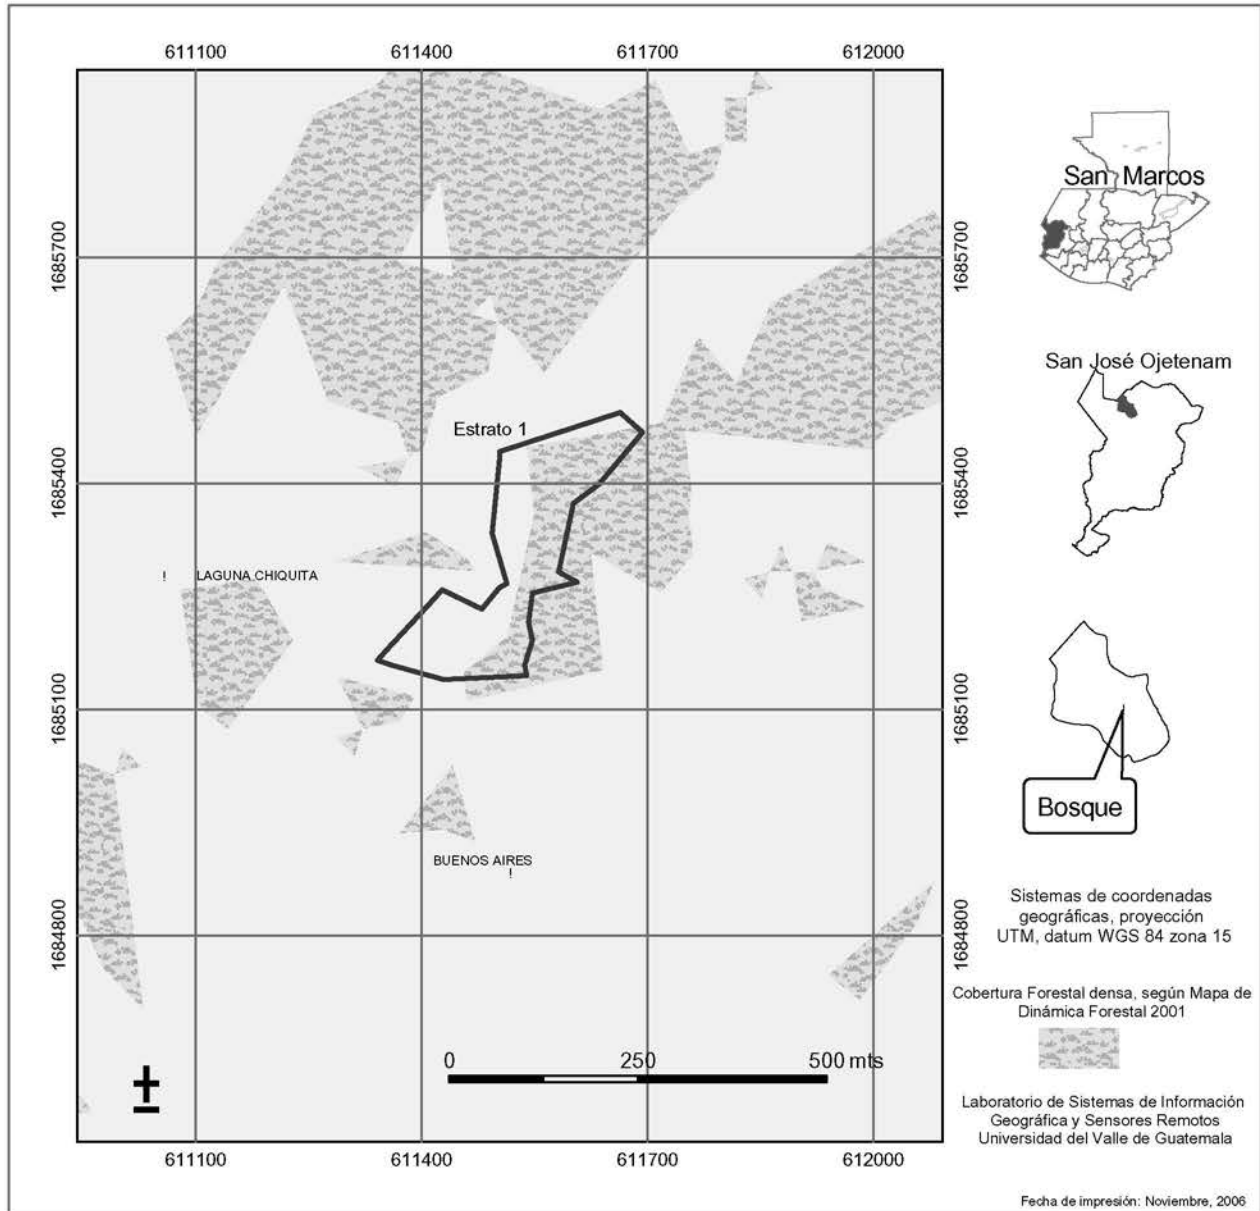 611100 611400 611700 612000
San Marcos
1685700 1685700
San José Ojetenam
Estrato 1
1685400 1685400
! LAGUNA CHIQUITA
1685100 1685100
Bosque
BUENOS AIRES
!
Sistemas de coordenadas
geográficas, proyección
UTM, datum WGS 84 zona 15
1684800 1684800
Cobertura Forestal densa, según Mapa de
Dinámica Forestal 2001
0 250 500 mts
±
Laboratorio de Sistemas de Información
Geográfica y Sensores Remotos
Universidad del Valle de Guatemala
611100 611400 611700 612000
Fecha de impresión: Noviembre, 2006